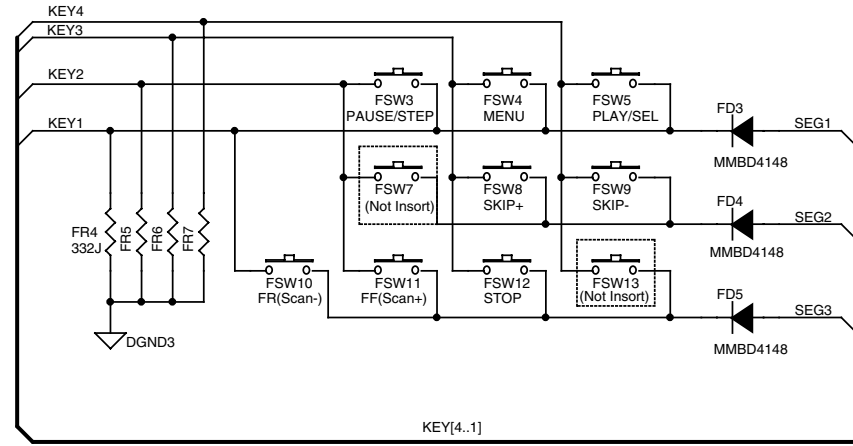 KEY4
KEY3
KEY2
KEY1
FSW3
PAUSE/STEP
FSW4
MENU
FSW5
PLAY/SEL
FD3
SEG1
MMBD4148
FSW7
(Not Insort)
FSW8
SKIP+
FSW9
SKIP-
FD4
SEG2
MMBD4148
FR4
332J
FR5
FR6
FR7
FSW10
FR(Scan-)
FSW11
FF(Scan+)
FSW12
STOP
FSW13
(Not Insort)
FD5
SEG3
MMBD4148
DGND3
KEY[4..1]